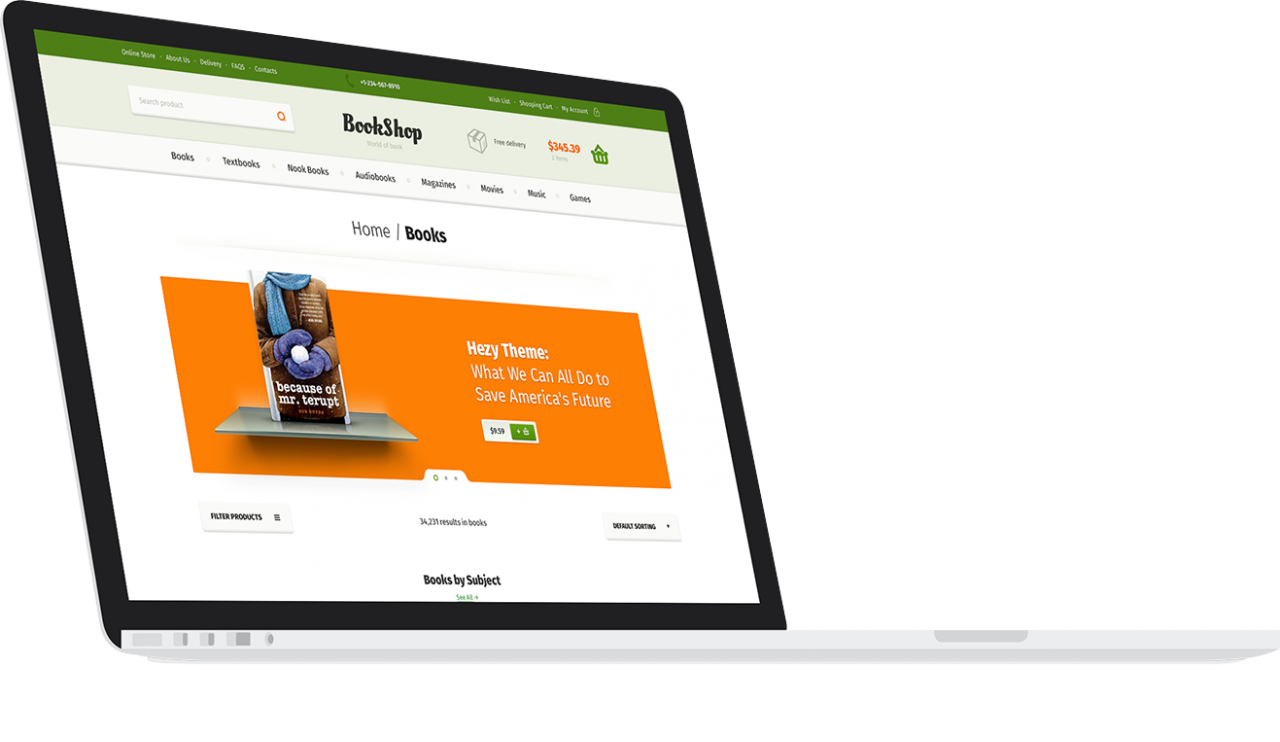 Online Store · About Us · Delivery · FAQS · Contacts
+1-234-567-8910
Wish List · Shopping Cart · My Account
Search product
BookShop
World of book
Free delivery
$345.39
Books
Textbooks
Nook Books
Audiobooks
Magazines
Movies
Music
Games
Home / Books
because of
mr. terupt
Hezy Theme:
What We Can All Do to
Save America's Future
$9.59 +
FILTER PRODUCTS
34,231 results in books
DEFAULT SORTING
Books by Subject
See All →